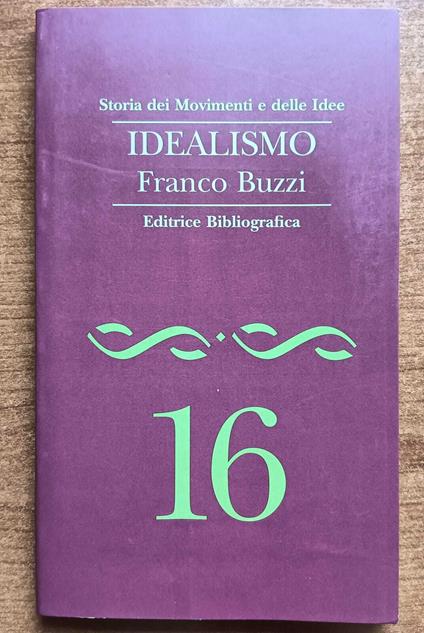 Storia dei Movimenti e delle Idee
IDEALISMO
Franco Buzzi
Editrice Bibliografica
16